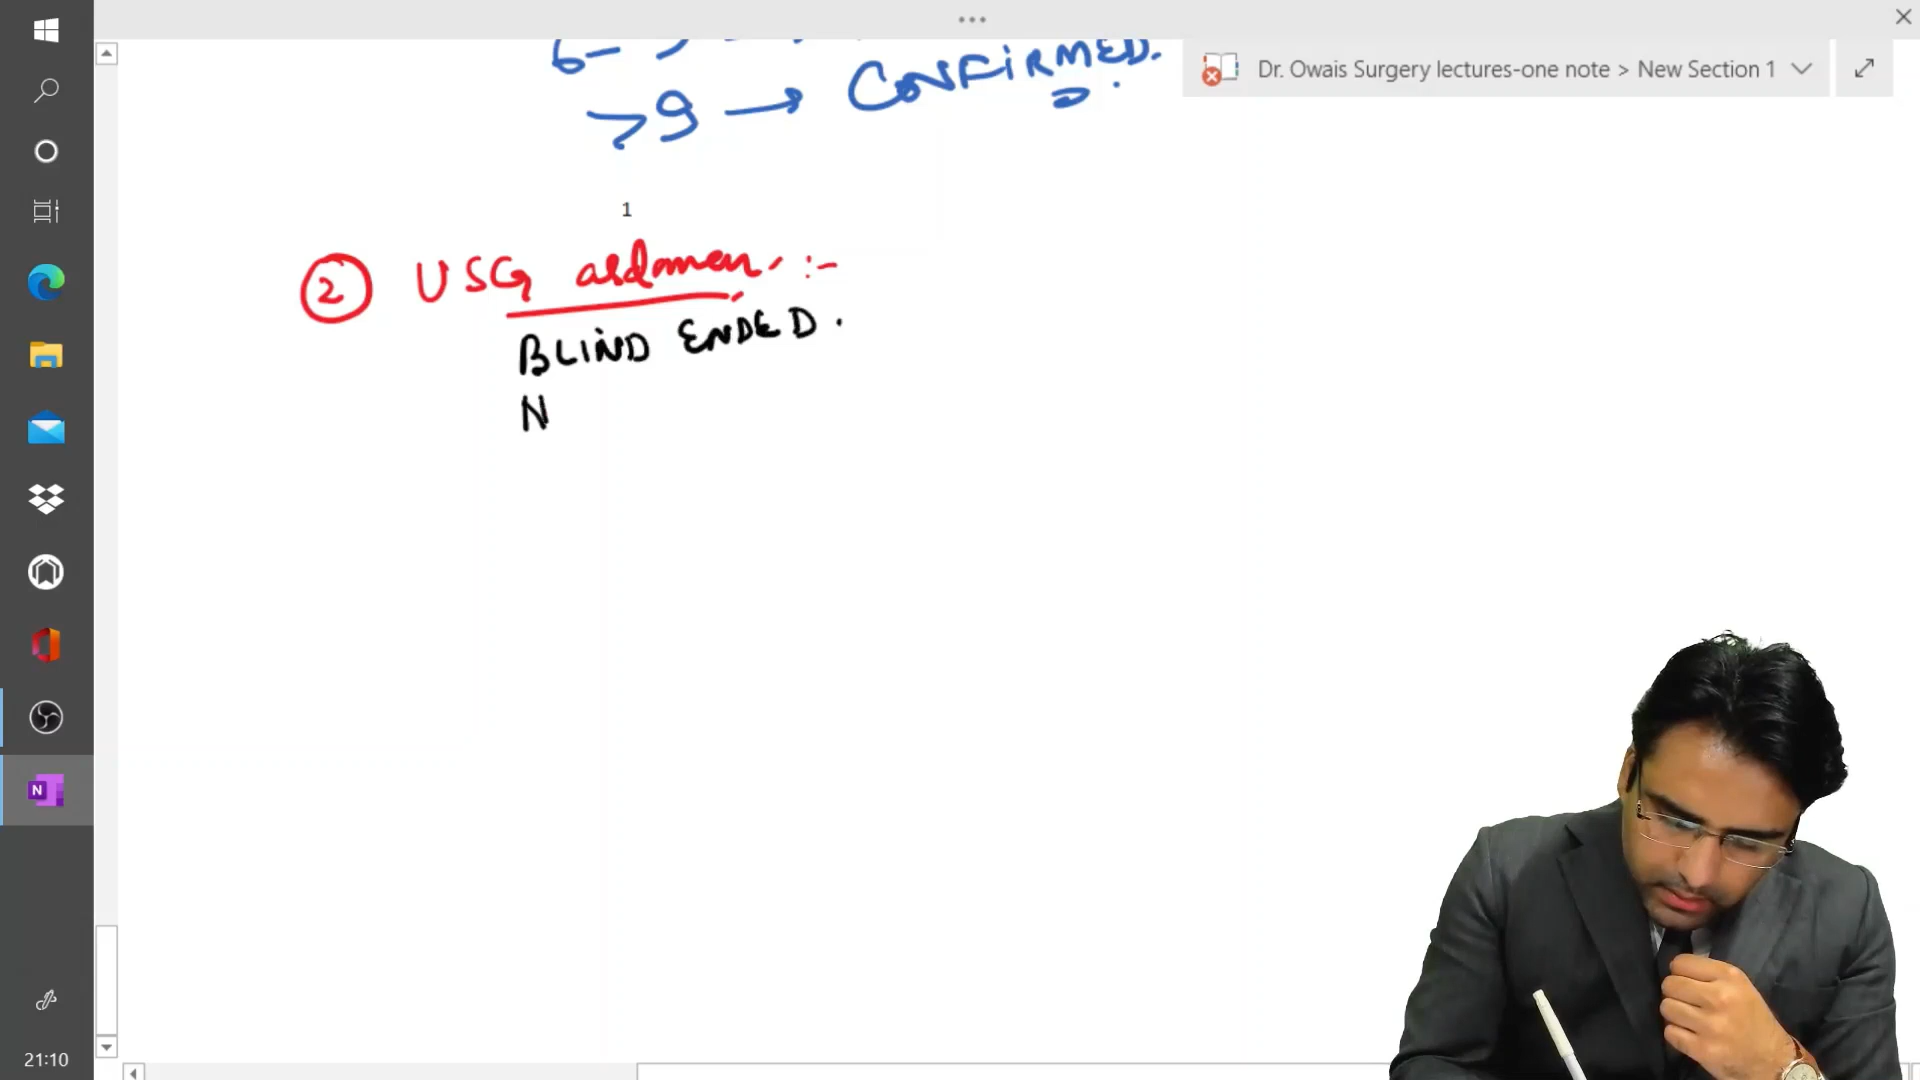 Dr. Owais Surgery lectures-one note > New Section 1
>9 → CONFIRMED.
1
② USG abdomen :-
BLIND ENDED.
N
21:10